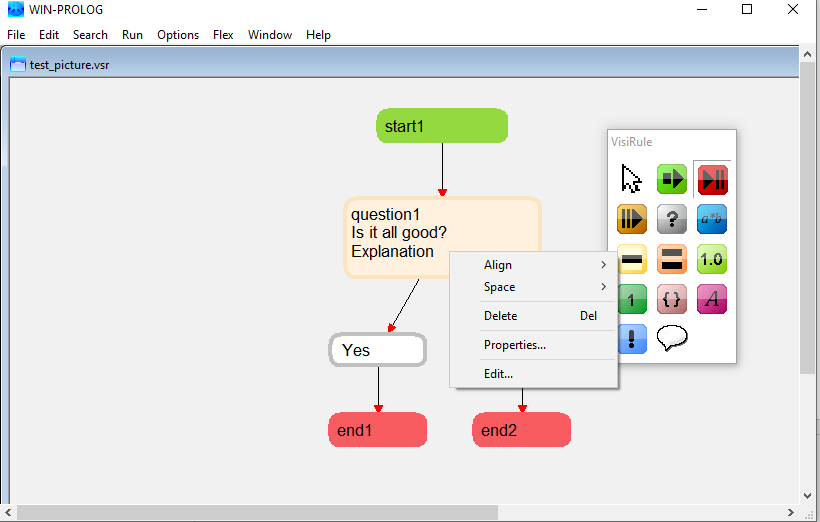 WIN-PROLOG
File Edit Search Run Options Flex Window Help
test_picture.vsr
start1
VisiRule
question1
Is it all good?
Explanation
? a*b
1.0
1 { } A
!
Align
Space
Delete Del
Properties...
Edit...
Yes
end1
end2